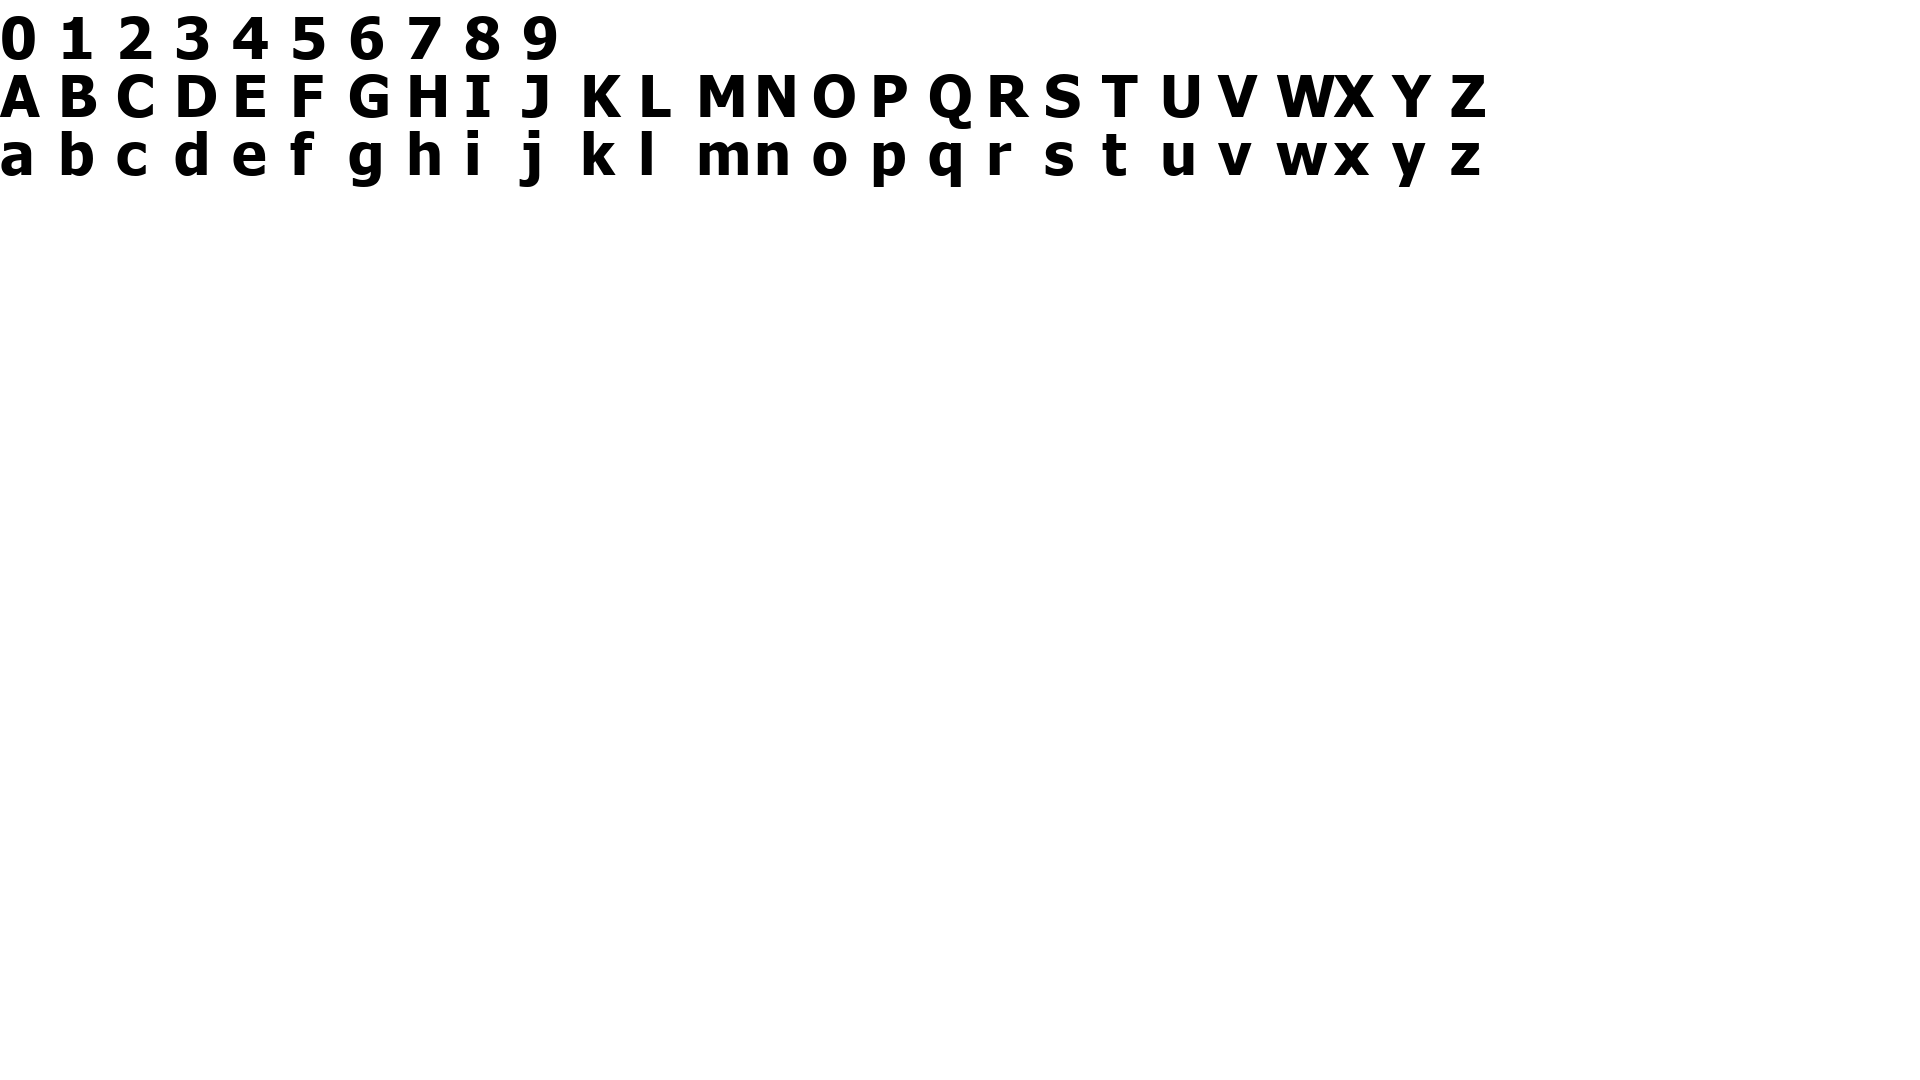 0 1 2 3 4 5 6 7 8 9
A B C D E F G H I J K L M N O P Q R S T U V W X Y Z
a b c d e f g h i j k l m n o p q r s t u v w x y z